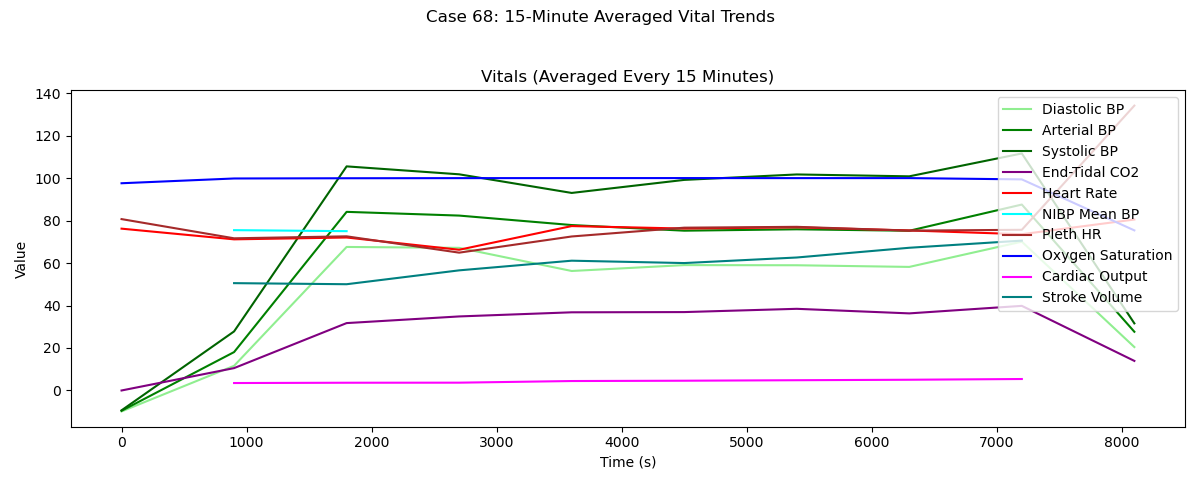 Case 68: 15-Minute Averaged Vital Trends
Vitals (Averaged Every 15 Minutes)
140
120
100
80
60
40
20
0
Value
0 1000 2000 3000 4000 5000 6000 7000 8000
Time (s)
Diastolic BP
Arterial BP
Systolic BP
End-Tidal CO2
Heart Rate
NIBP Mean BP
Pleth HR
Oxygen Saturation
Cardiac Output
Stroke Volume